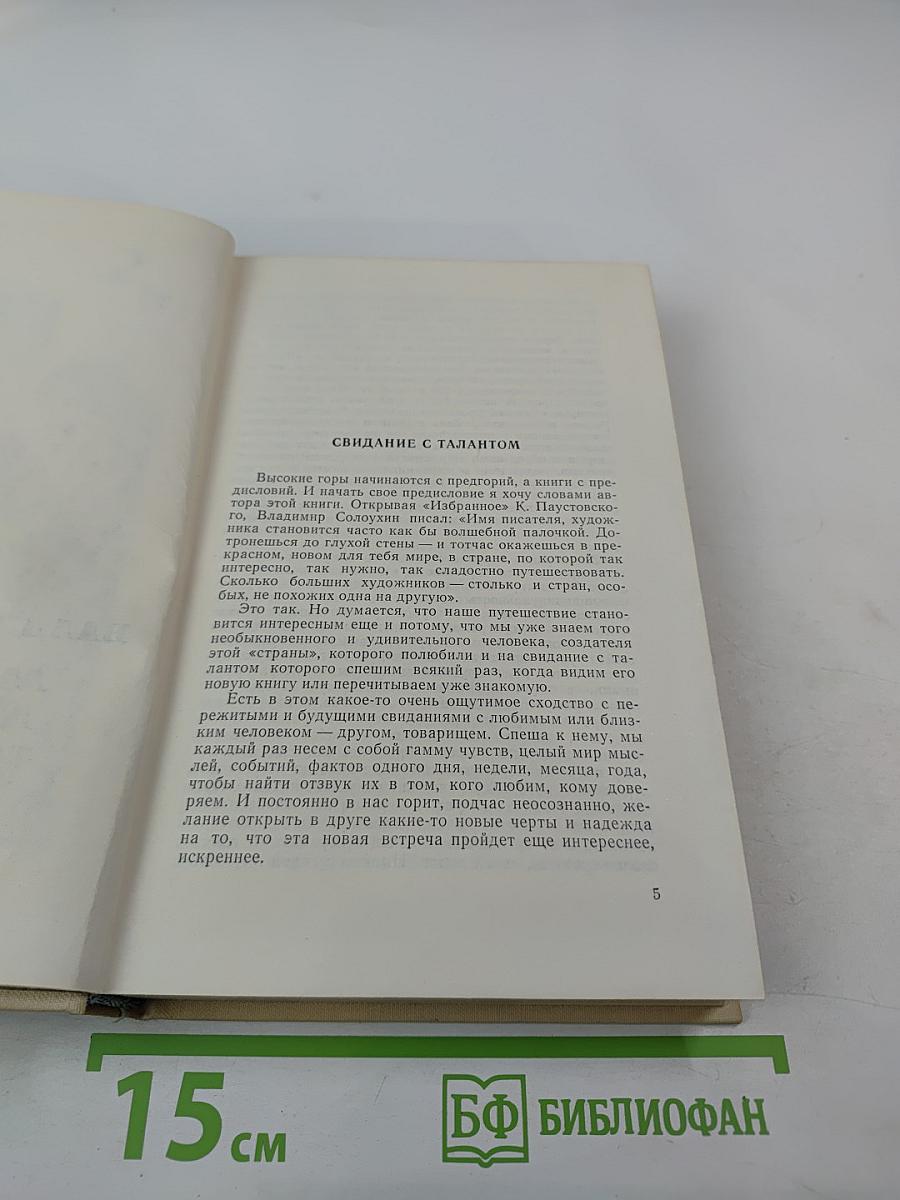 СВИДАНИЕ С ТАЛАНТОМ
Высокие горы начинаются с предгорий, а книги с пре-
дисловий. И начать свое предисловие я хочу словами ав-
тора этой книги. Открывая «Избранное» К. Паустовско-
го, Владимир Солоухин писал: «Имя писателя, худож-
ника становится часто как бы волшебной палочкой. До-
тронешься до глухой стены — и тотчас окажешься в пре-
красном, новом для тебя мире, в стране, по которой так
интересно, так нужно, так сладостно путешествовать.
Сколько больших художников — столько и стран, осо-
бых, не похожих одна на другую».
Это так. Но думается, что наше путешествие стано-
вится интересным еще и потому, что мы уже знаем того
необыкновенного и удивительного человека, создателя
этой «страны», которого полюбили и на свидание с та-
лантом которого спешим всякий раз, когда видим его
новую книгу или перечитываем уже знакомую.
Есть в этом какое-то очень ощутимое сходство с пе-
режитыми и будущими свиданиями с любимым или близ-
ким человеком — другом, товарищем. Спеша к нему, мы
каждый раз несем с собой гамму чувств, целый мир мыс-
лей, событий, фактов одного дня, недели, месяца, года,
чтобы найти отзвук их в том, кого любим, кому дове-
ряем. И постоянно в нас горит, подчас неосознанно, же-
лание открыть в друге какие-то новые черты и надежда
на то, что эта новая встреча пройдет еще интереснее,
искреннее.
5
15 см
БФ БИБЛИОФАН